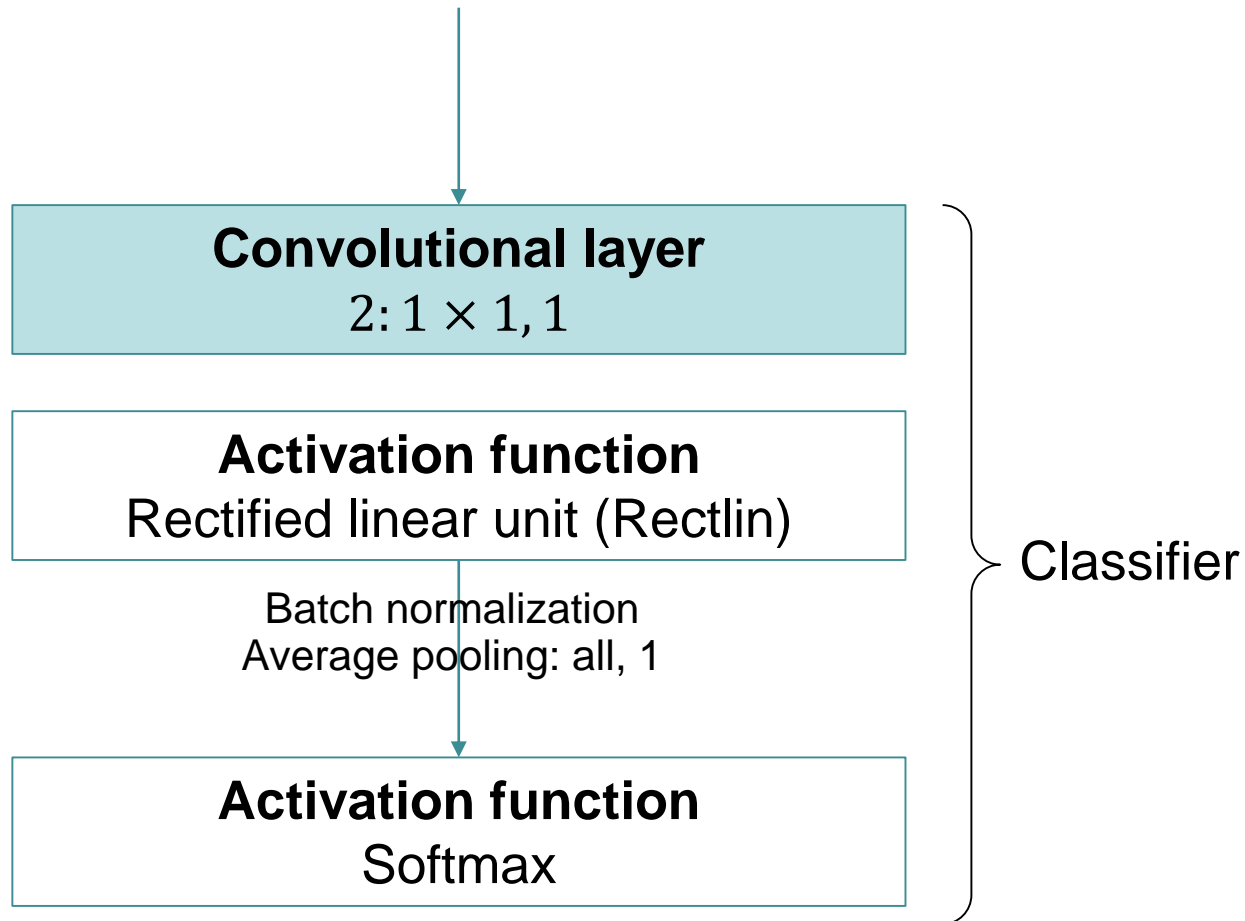 Convolutional layer
2: 1 × 1, 1
Activation function
Rectified linear unit (Rectlin)
Batch normalization
Average pooling: all, 1
Classifier
Activation function
Softmax